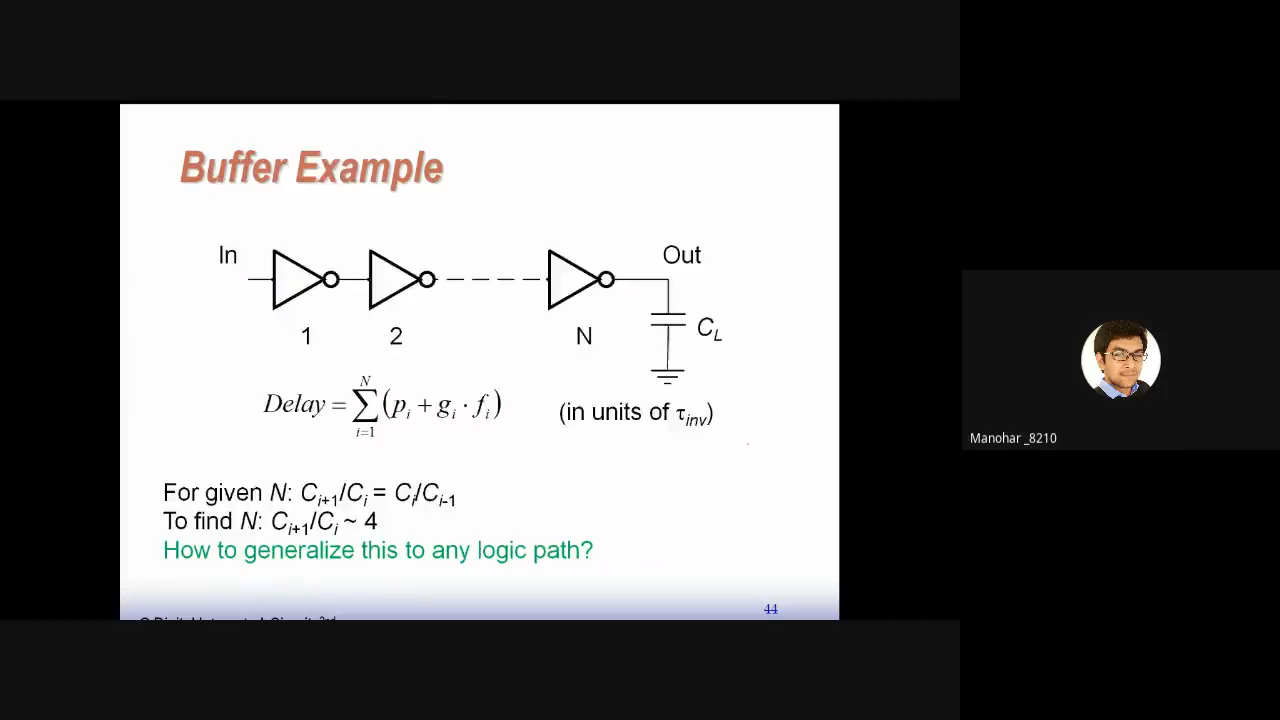 Buffer Example
In
Out
1
2
N
C_L
Delay = \sum_{i=1}^{N} (p_i + g_i · f_i)
(in units of τ_inv)
For given N: C_{i+1}/C_i = C_i/C_{i-1}
To find N: C_{i+1}/C_i ~ 4
How to generalize this to any logic path?
44
Manohar _8210